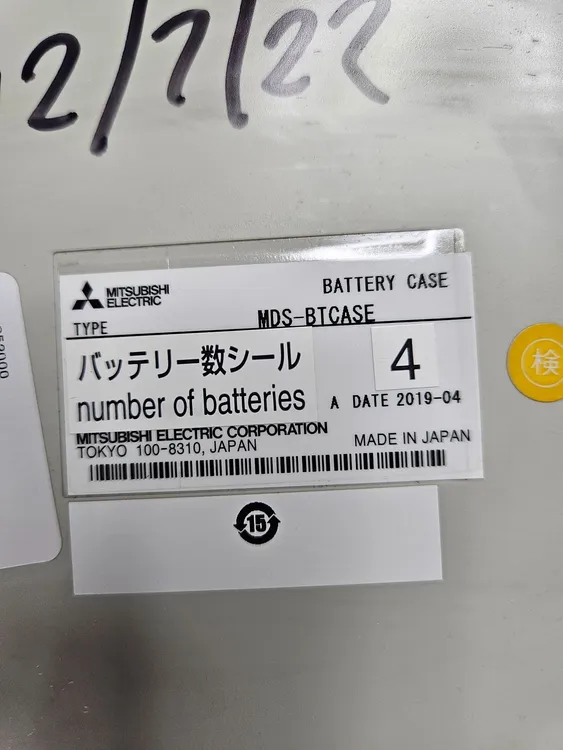 12/7/22
MITSUBISHI
ELECTRIC
BATTERY CASE
TYPE
MDS-BTCASE
バッテリー数シール
4
number of batteries
A DATE 2019-04
MITSUBISHI ELECTRIC CORPORATION
TOKYO 100-8310, JAPAN
MADE IN JAPAN
15
検